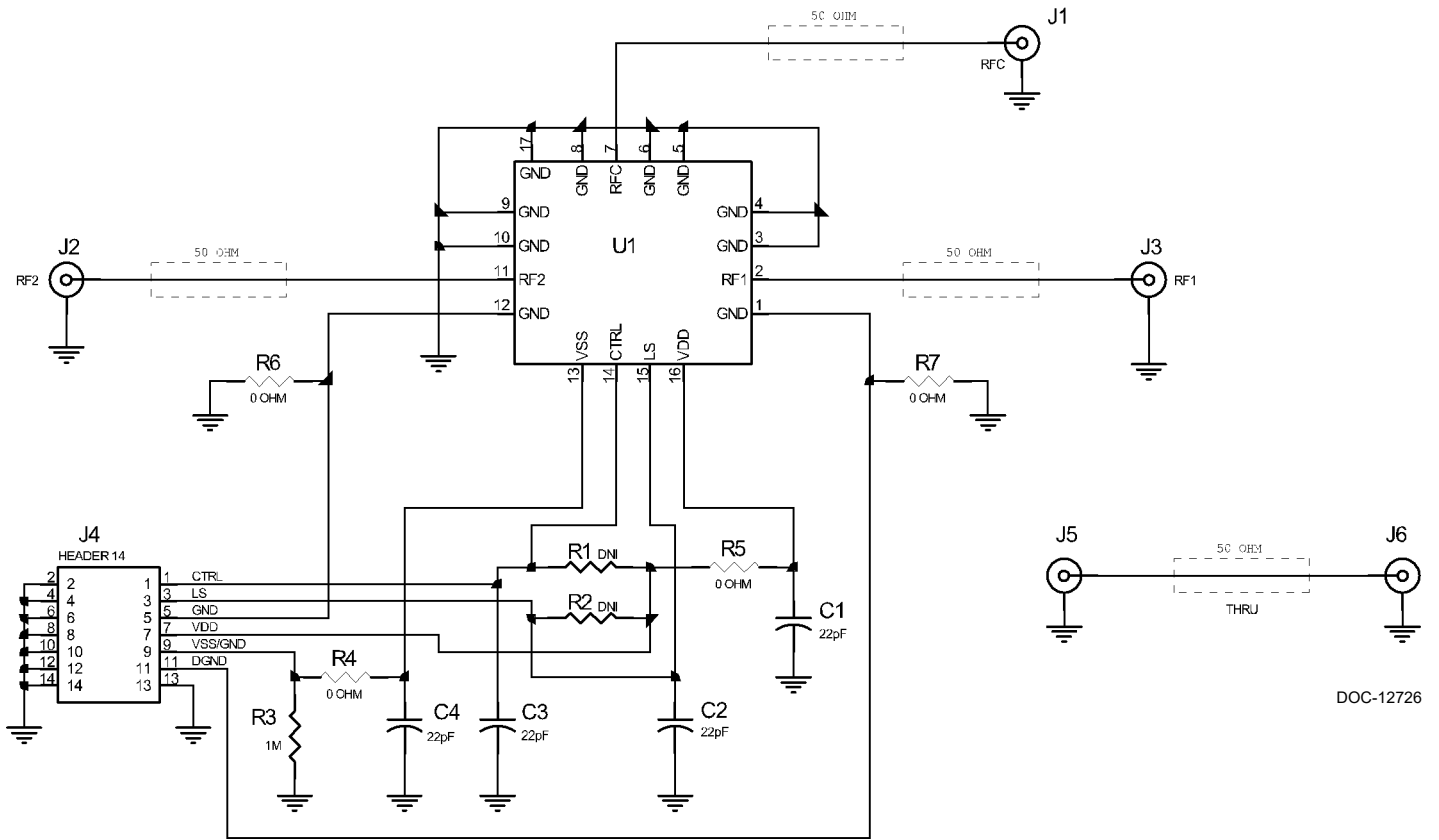 50 OHM
J1
RFC
17
8
7
6
5
GND
GND
RFC
GND
GND
9
GND
GND
4
10
GND
U1
GND
3
J2
50 OHM
RF2
11
RF2
RF1
2
50 OHM
J3
RF1
12
GND
GND
1
VSS
CTRL
LS
VDD
13
14
15
16
R6
0 OHM
R7
0 OHM
J4
HEADER 14
2
2
1
1
CTRL
4
4
3
3
LS
6
6
5
5
GND
8
8
7
7
VDD
10
10
9
9
VSS/GND
12
12
11
11
DGND
14
14
13
13
R1 DNI
R2 DNI
R5
0 OHM
C1
22pF
R4
0 OHM
R3
1M
C4
22pF
C3
22pF
C2
22pF
J5
50 OHM
J6
THRU
DOC-12726